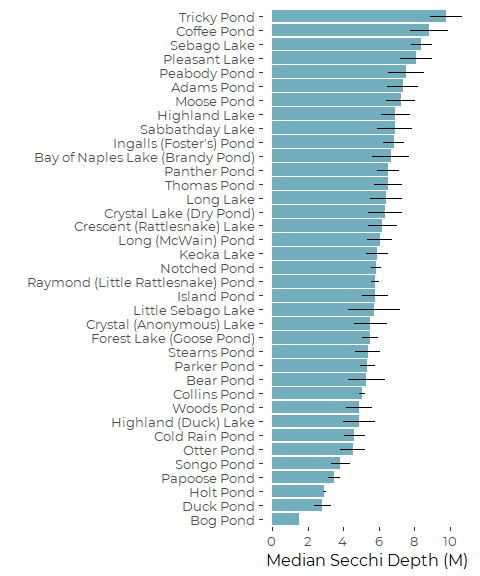 Tricky Pond
Coffee Pond
Sebago Lake
Pleasant Lake
Peabody Pond
Adams Pond
Moose Pond
Highland Lake
Sabbathday Lake
Ingalls (Foster's) Pond
Bay of Naples Lake (Brandy Pond)
Panther Pond
Thomas Pond
Long Lake
Crystal Lake (Dry Pond)
Crescent (Rattlesnake) Lake
Long (McWain) Pond
Keoka Lake
Notched Pond
Raymond (Little Rattlesnake) Pond
Island Pond
Little Sebago Lake
Crystal (Anonymous) Lake
Forest Lake (Goose Pond)
Stearns Pond
Parker Pond
Bear Pond
Collins Pond
Woods Pond
Highland (Duck) Lake
Cold Rain Pond
Otter Pond
Songo Pond
Papoose Pond
Holt Pond
Duck Pond
Bog Pond
0 2 4 6 8 10
Median Secchi Depth (M)